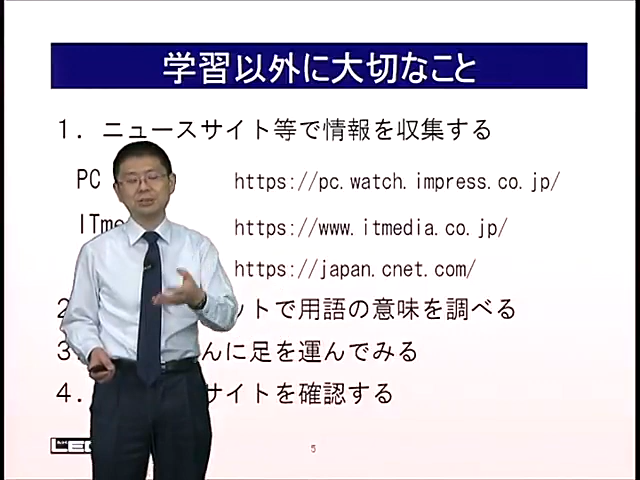 学習以外に大切なこと
１．ニュースサイト等で情報を収集する
PC https://pc.watch.impress.co.jp/
ITme https://www.itmedia.co.jp/
https://japan.cnet.com/
2 ットで用語の意味を調べる
３ んに足を運んでみる
４． サイトを確認する
LEC
5